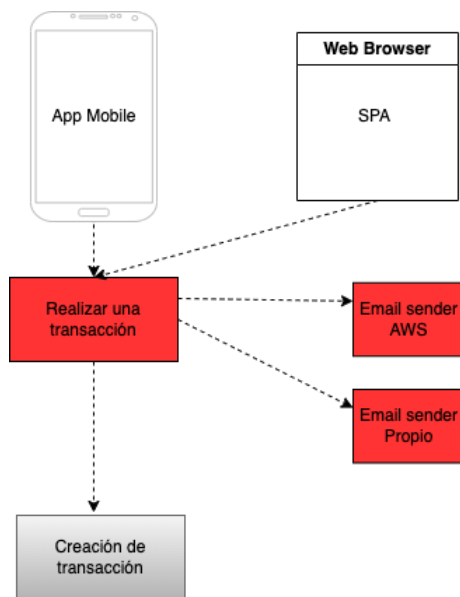 App Mobile
Web Browser
SPA
Realizar una
transacción
Email sender
AWS
Email sender
Propio
Creación de
transacción